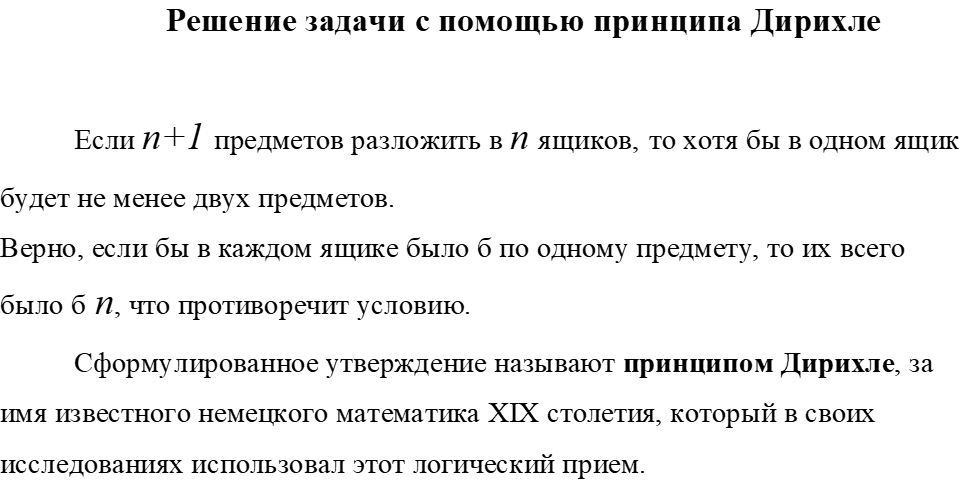 Решение задачи с помощью принципа Дирихле
Если n+1 предметов разложить в n ящиков, то хотя бы в одном ящик
будет не менее двух предметов.
Верно, если бы в каждом ящике было б по одному предмету, то их всего
было б n, что противоречит условию.
Сформулированное утверждение называют принципом Дирихле, за
имя известного немецкого математика XIX столетия, который в своих
исследованиях использовал этот логический прием.